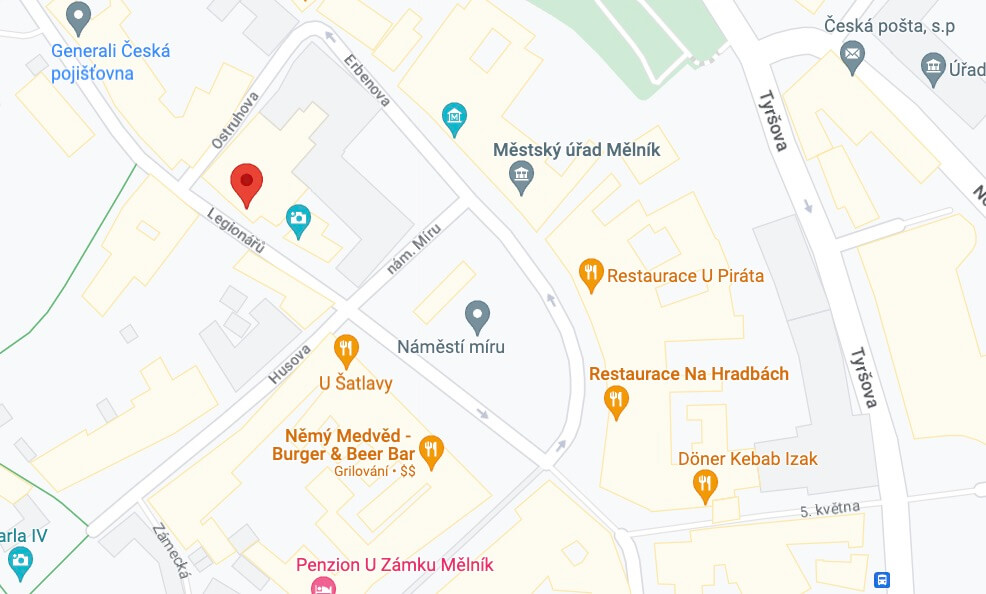 Česká pošta, s.p
Generali Česká
pojišťovna
Erbenova
Úřad
Ostruhova
Tyršova
Městský úřad Mělník
Legionářů
nám. Míru
Restaurace U Piráta
Náměstí míru
Husova
U Šatlavy
Tyršova
Restaurace Na Hradbách
Němý Medvěd -
Burger & Beer Bar
Grilování • $$
Döner Kebab Izak
5. května
Zámecká
arla IV
Penzion U Zámku Mělník